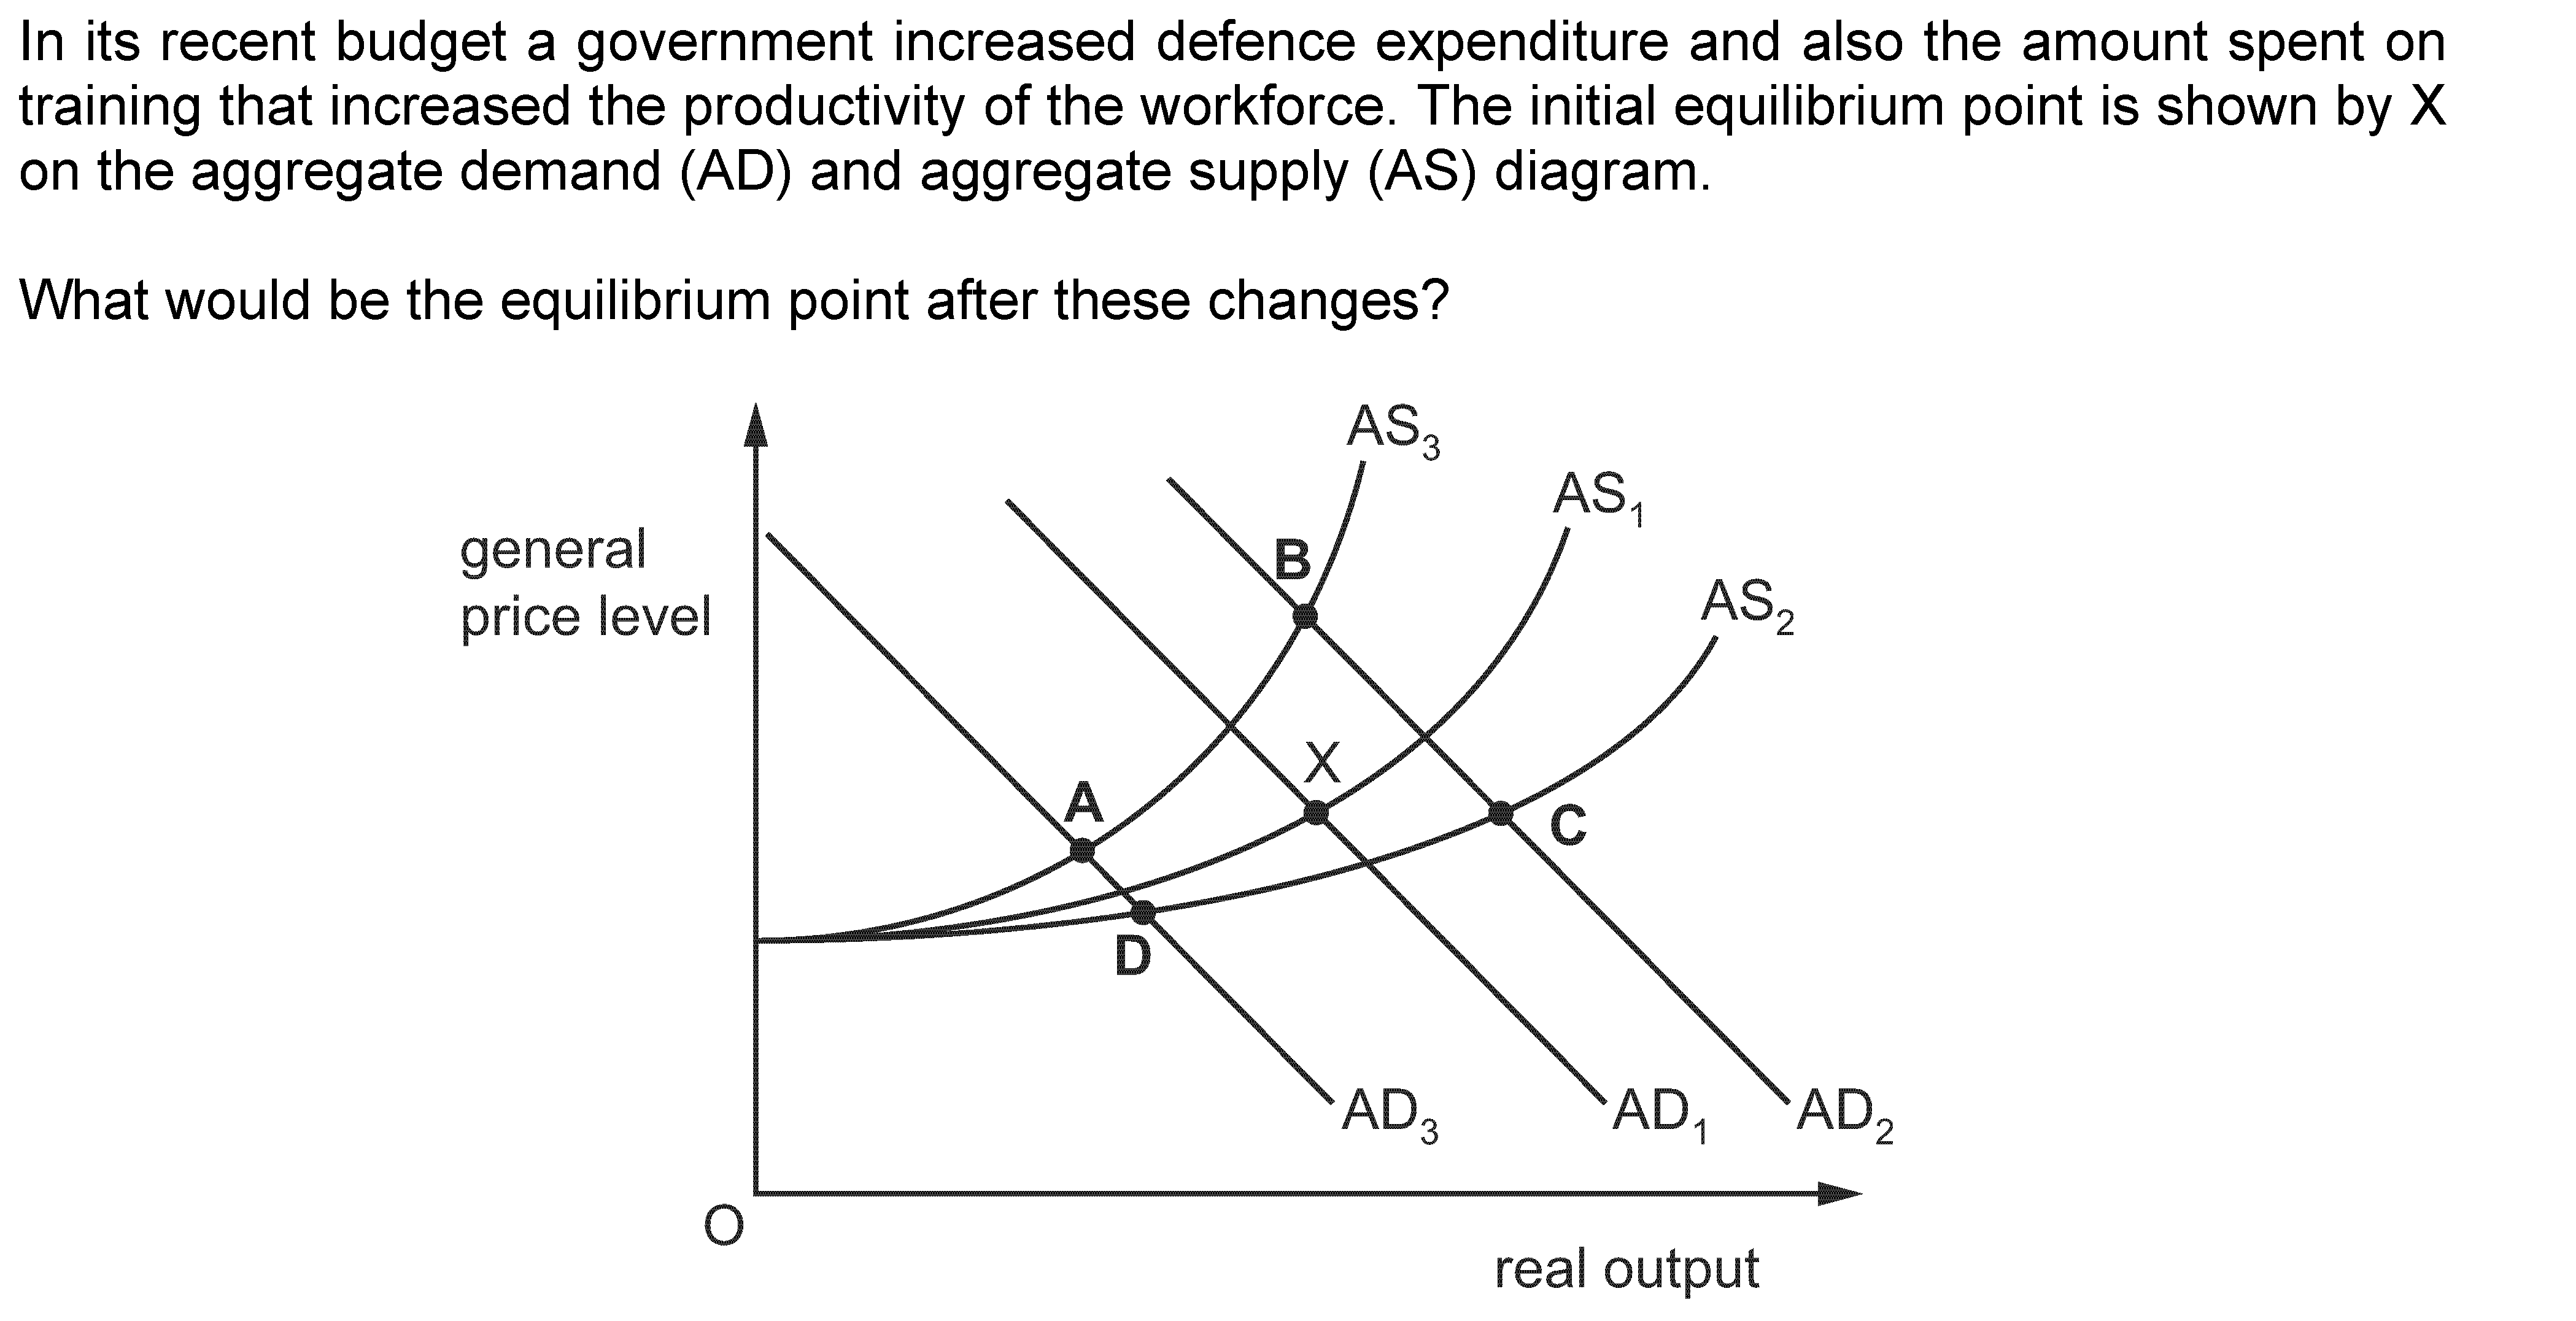 In its recent budget a government increased defence expenditure and also the amount spent on
training that increased the productivity of the workforce. The initial equilibrium point is shown by X
on the aggregate demand (AD) and aggregate supply (AS) diagram.
What would be the equilibrium point after these changes?
AS₃
AS₁
general
price level
B
AS₂
X
A
C
D
AD₃
AD₁
AD₂
O
real output